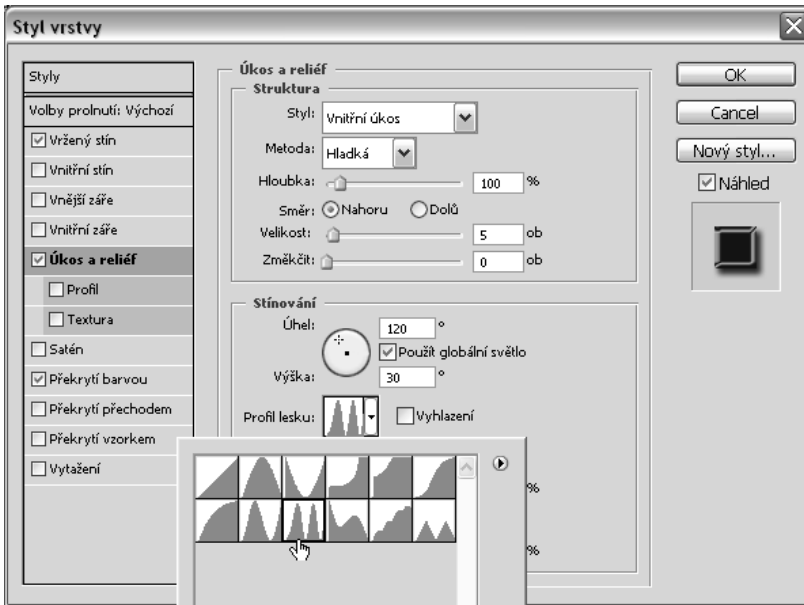 Styl vrstvy
Styly
Volby prolnutí: Výchozí
Vržený stín
Vnitřní stín
Vnější záře
Vnitřní záře
Úkos a reliéf
Profil
Textura
Satén
Překrytí barvou
Překrytí přechodem
Překrytí vzorkem
Vytažení
Úkos a reliéf
Struktura
Styl: Vnitřní úkos
Metoda: Hladká
Hloubka: 100 %
Směr: Nahoru Dolů
Velikost: 5 ob
Změkčit: 0 ob
Stínování
Úhel: 120 °
Použít globální světlo
Výška: 30 °
Profil lesku: Vyhlazení
%
%
OK
Cancel
Nový styl...
Náhled